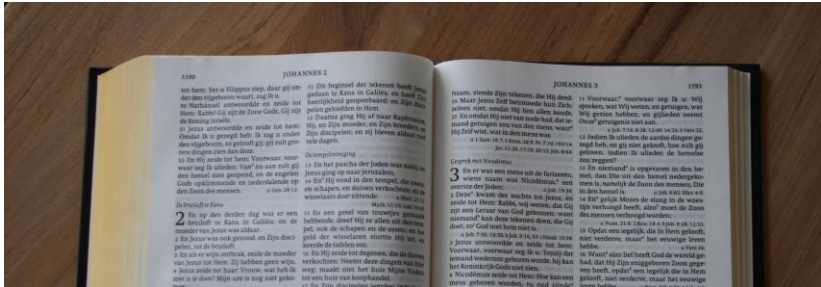 1190
JOHANNES 2
tot hem: Eer u Filippus riep, daar gij on-
der den vijgeboom waart, zag Ik u.
50 Nathánaël antwoordde en zeide tot
Hem: Rabbi! Gij zijt de Zone Gods, Gij zijt
de Koning Israëls.
51 Jezus antwoordde en zeide tot hem:
Omdat Ik u gezegd heb: Ik zag u onder
den vijgeboom, zo gelooft gij; gij zult gro-
tere dingen zien dan deze.
52 En Hij zeide tot hem: Voorwaar, voor-
waar zeg Ik ulieden: Van nu aan zult gij
den hemel zien geopend, en de engelen
Gods opklimmende en nederdalende op
den Zoon des mensen.
De bruiloft te Kana
2 En op den derden dag was er een
bruiloft te Kana in Galiléa; en de
moeder van Jezus was aldaar.
2 En Jezus was ook genood, en Zijn disci-
pelen, tot de bruiloft.
3 En als er wijn ontbrak, zeide de moeder
van Jezus tot Hem: Zij hebben geen wijn.
4 Jezus zeide tot haar: Vrouw, wat heb Ik
met u te doen? Mijn ure is nog niet geko-
11 Dit beginsel der tekenen heeft Jezus
gedaan te Kana in Galiléa, en heeft Zijn
heerlijkheid geopenbaard; en Zijn disci-
pelen geloofden in Hem.
12 Daarna ging Hij af naar Kapérnaüm,
Hij, en Zijn moeder, en Zijn broeders, en
Zijn discipelen; en zij bleven aldaar niet
vele dagen.
De tempelreiniging
13 En het pascha der Joden was nabij, en
Jezus ging op naar Jeruzalem.
14 En Hij vond in den tempel, die ossen,
en schapen, en duiven verkochten, en de
wisselaars daar zittende.
15 En een gesel van touwtjes gemaakt
hebbende, dreef Hij ze allen uit den tem-
pel, ook de schapen en de ossen; en het
geld der wisselaren stortte Hij uit, en
keerde de tafelen om.
16 En Hij zeide tot degenen, die de duiven
verkochten: Neemt deze dingen van hier
weg; maakt niet het huis Mijns Vaders
tot een huis van koophandel.
JOHANNES 3
1191
Naam, ziende Zijn tekenen, die Hij deed.
24 Maar Jezus Zelf betrouwde hun Zich-
zelven niet, omdat Hij hen allen kende,
25 En omdat Hij niet van node had, dat ie-
mand getuigen zou van den mens; want
Hij Zelf wist, wat in den mens was.
Gesprek met Nicodémus
3 En er was een mens uit de farizeeën,
wiens naam was Nicodémus, een
overste der Joden;
2 Deze kwam des nachts tot Jezus, en
zeide tot Hem: Rabbi, wij weten, dat Gij
zijt een Leraar van God gekomen; want
niemand kan deze tekenen doen, die Gij
doet, zo God met hem niet is.
3 Jezus antwoordde en zeide tot hem:
Voorwaar, voorwaar zeg Ik u: Tenzij dat
iemand wederom geboren worde, hij kan
het Koninkrijk Gods niet zien.
4 Nicodémus zeide tot Hem: Hoe kan een
mens geboren worden, nu oud zijnde?
11 Voorwaar, voorwaar zeg Ik u: Wij
spreken, wat Wij weten, en getuigen, wat
Wij gezien hebben; en gijlieden neemt
Onze getuigenis niet aan.
12 Indien Ik ulieden de aardse dingen ge-
zegd heb, en gij niet gelooft, hoe zult gij
geloven, indien Ik ulieden de hemelse
zou zeggen?
13 En niemand is opgevaren in den he-
mel, dan Die uit den hemel nedergeko-
men is, namelijk de Zoon des mensen, Die
in den hemel is.
14 En gelijk Mozes de slang in de woes-
tijn verhoogd heeft, alzo moet de Zoon
des mensen verhoogd worden;
15 Opdat een iegelijk, die in Hem gelooft,
niet verderve, maar het eeuwige leven
hebbe.
16 Want alzo lief heeft God de wereld ge-
had, dat Hij Zijn eniggeboren Zoon gege-
ven heeft, opdat een iegelijk die in Hem
gelooft, niet verderve, maar het eeuwige
leven hebbe.